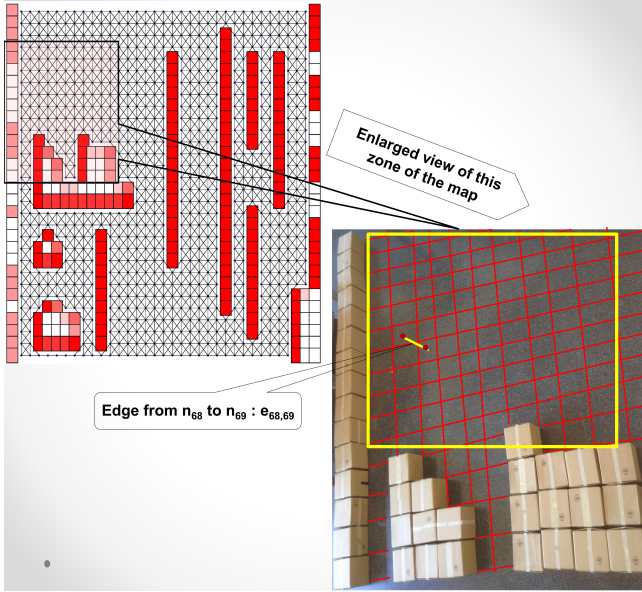 Enlarged view of this
zone of the map
Edge from n68 to n69 : e68,69